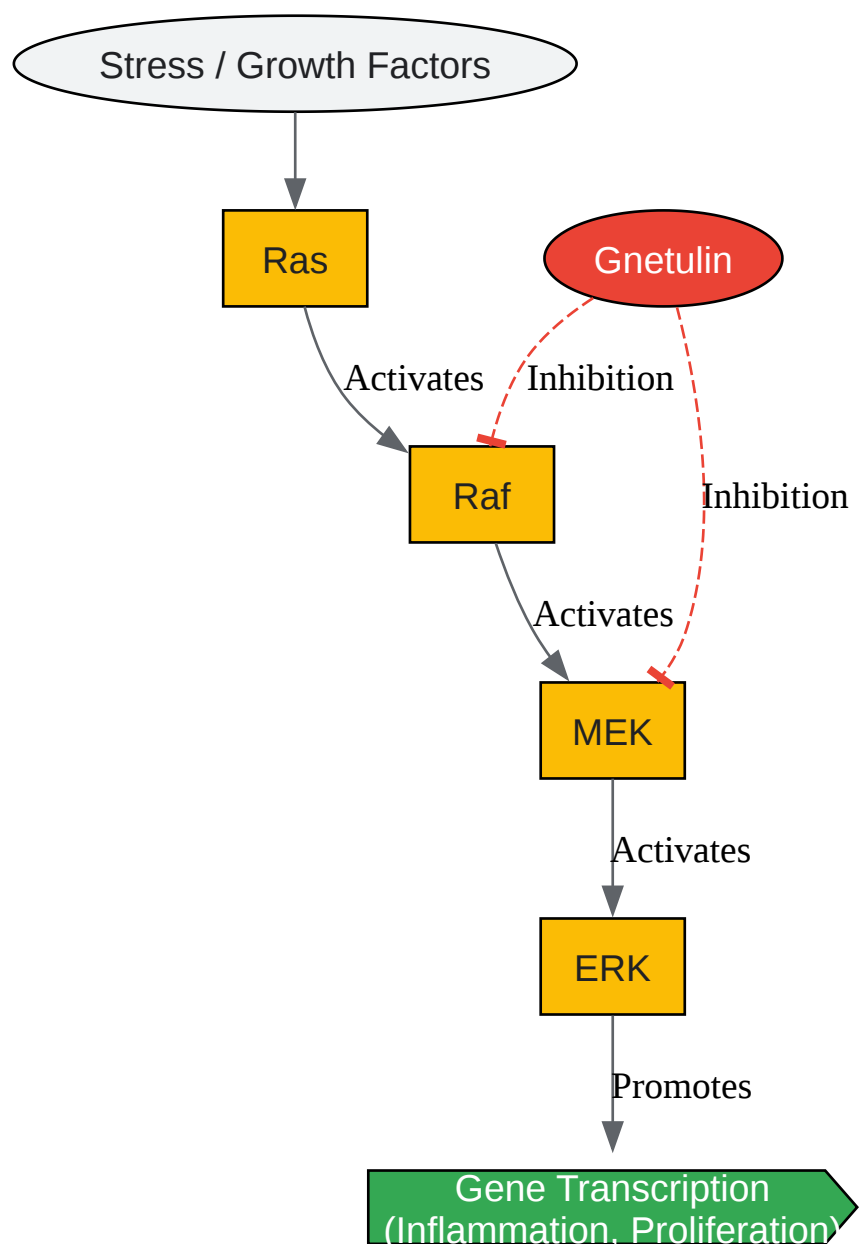 Stress / Growth Factors
Ras
Gnetulin
Activates
Inhibition
Raf
Inhibition
Activates
MEK
Activates
ERK
Promotes
Gene Transcription
(Inflammation, Proliferation)